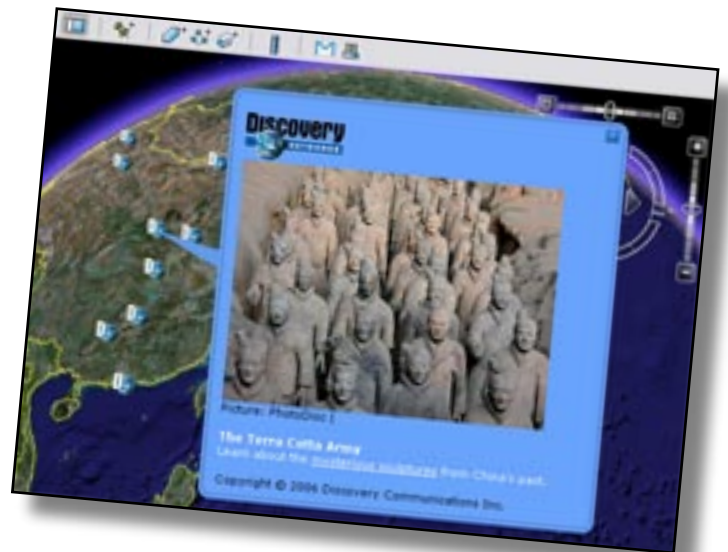 Discovery
Picture: PhotoDisc |
The Terra Cotta Army
Learn about the mysterious sculptures from China's past.
Copyright © 2006 Discovery Communications Inc.